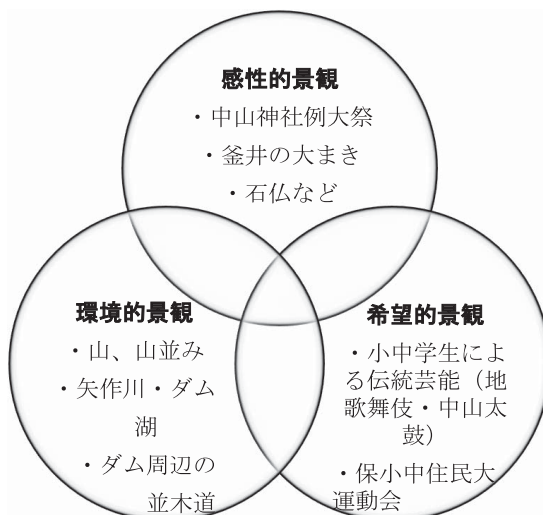 感性的景観
・中山神社例大祭
・釜井の大まき
・石仏など
環境的景観
・山、山並み
・矢作川・ダム
湖
・ダム周辺の
並木道
希望的景観
・小中学生によ
る伝統芸能（地
歌舞伎・中山太
鼓）
・保小中住民大
運動会